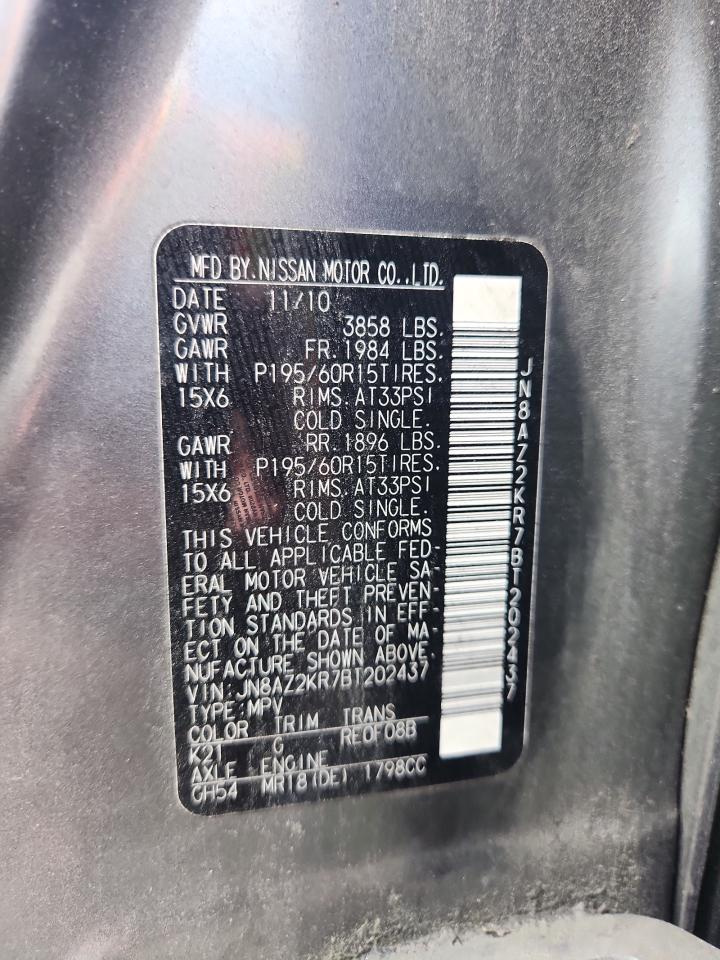 MFD BY.NISSAN MOTOR CO.,LTD.
DATE 11/10
GVWR 3858 LBS.
GAWR FR.1984 LBS.
WITH P195/60R15TIRES.
15X6 RIMS.AT33PSI
COLD SINGLE.
GAWR RR.1896 LBS.
WITH P195/60R15TIRES.
15X6 RIMS.AT33PSI
COLD SINGLE.
THIS VEHICLE CONFORMS
TO ALL APPLICABLE FED-
ERAL MOTOR VEHICLE SA-
FETY AND THEFT PREVEN-
TION STANDARDS IN EFF-
ECT ON THE DATE OF MA-
NUFACTURE SHOWN ABOVE.
VIN:JN8AZ2KR7BT202437
TYPE:MPV
COLOR TRIM TRANS
K21 G RE0F08B
AXLE ENGINE
CH54 MR18(DE) 1798CC
JN8AZ2KR7BT202437